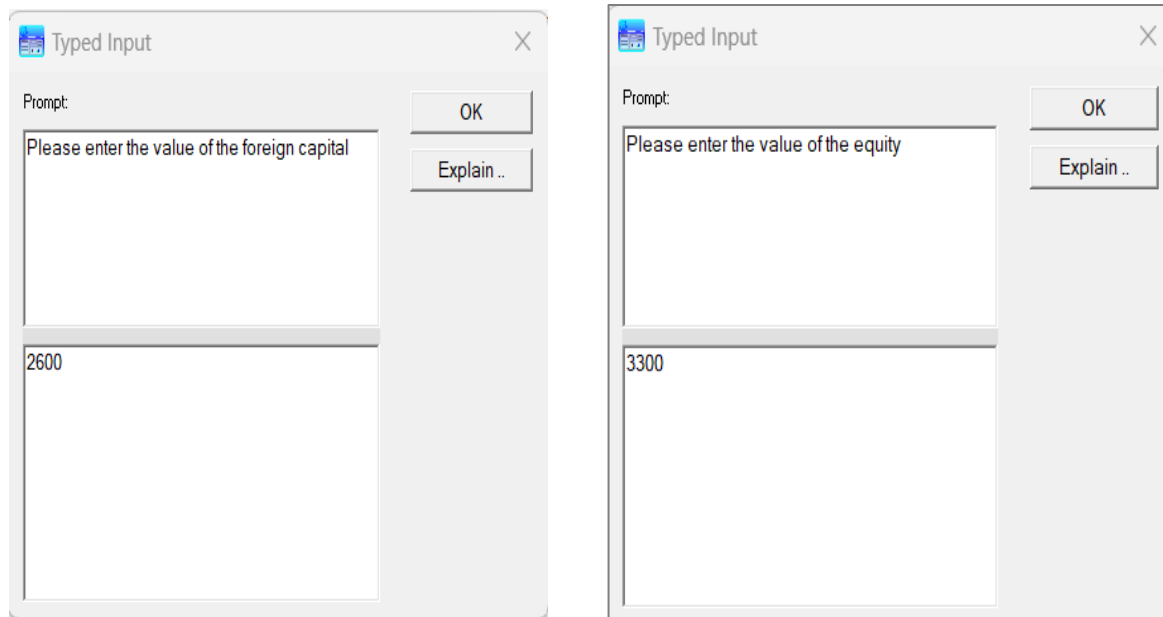 Typed Input
Prompt:
OK
Please enter the value of the foreign capital
Explain ..
2600
Typed Input
Prompt:
OK
Please enter the value of the equity
Explain ..
3300